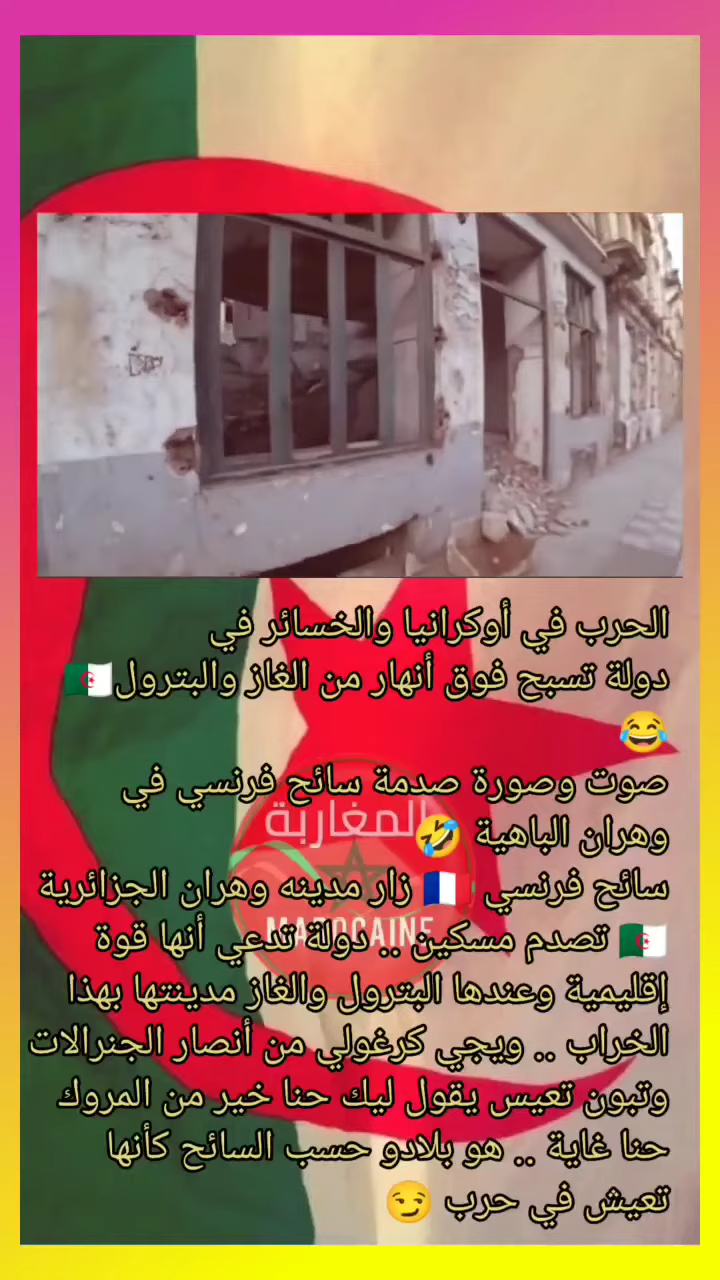 الحرب في أوكرانيا والخسائر في
دولة تسبح فوق أنهار من الغاز والبترول🇩🇿
😂
صوت وصورة صدمة سائح فرنسي في
وهران الباهية 🤣
سائح فرنسي 🇫🇷 زار مدينه وهران الجزائرية
🇩🇿 تصدم مسكين .. دولة تدعي أنها قوة
إقليمية وعندها البترول والغاز مدينتها بهذا
الخراب .. ويجي كرغولي من أنصار الجنرالات
وتبون تعيس يقول ليك حنا خير من المروك
حنا غاية .. هو بلادو حسب السائح كأنها
تعيش في حرب 😏
المغاربة
MAROCAINE